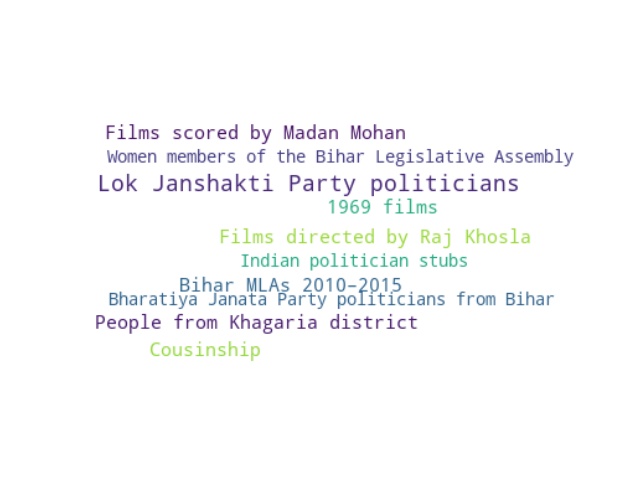 Films scored by Madan Mohan
Women members of the Bihar Legislative Assembly
Lok Janshakti Party politicians
1969 films
Films directed by Raj Khosla
Indian politician stubs
Bihar MLAs 2010–2015
Bharatiya Janata Party politicians from Bihar
People from Khagaria district
Cousinship